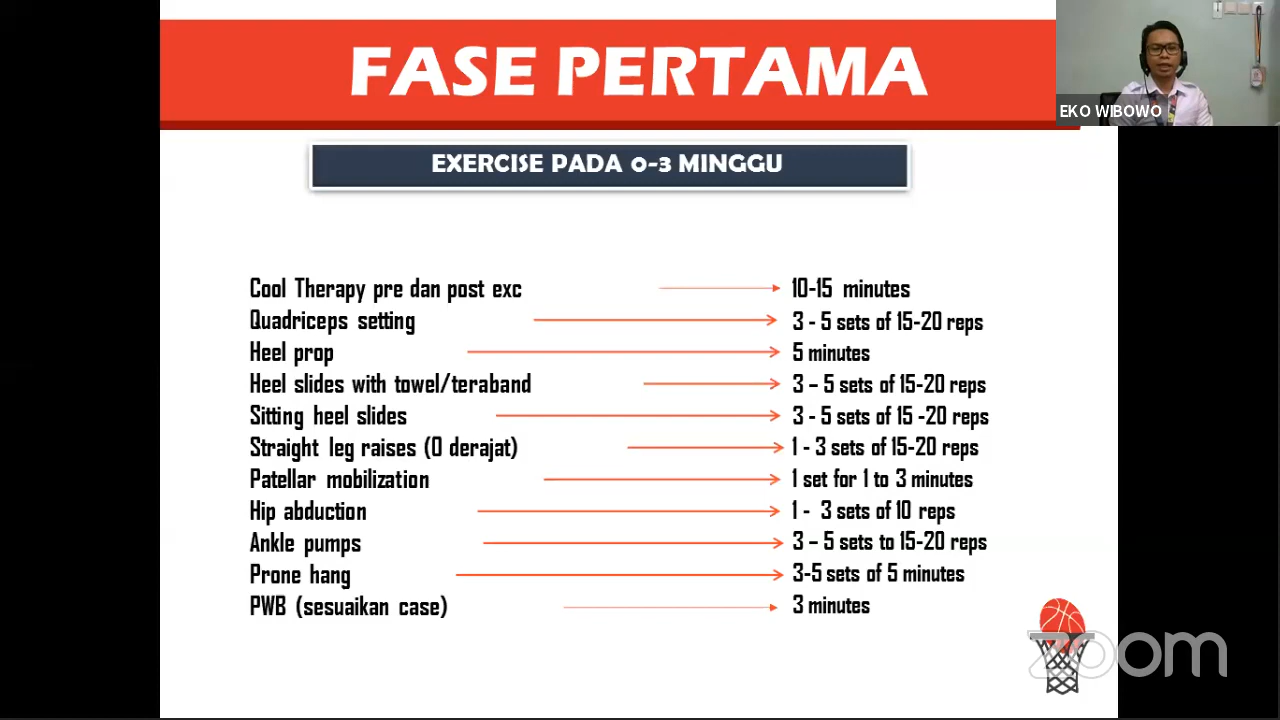 FASE PERTAMA
EKO WIBOWO
EXERCISE PADA 0-3 MINGGU
Cool Therapy pre dan post exc 10-15 minutes
Quadriceps setting 3 - 5 sets of 15-20 reps
Heel prop 5 minutes
Heel slides with towel/teraband 3 – 5 sets of 15-20 reps
Sitting heel slides 3 - 5 sets of 15 -20 reps
Straight leg raises (0 derajat) 1 - 3 sets of 15-20 reps
Patellar mobilization 1 set for 1 to 3 minutes
Hip abduction 1 - 3 sets of 10 reps
Ankle pumps 3 – 5 sets to 15-20 reps
Prone hang 3-5 sets of 5 minutes
PWB (sesuaikan case) 3 minutes
zoom